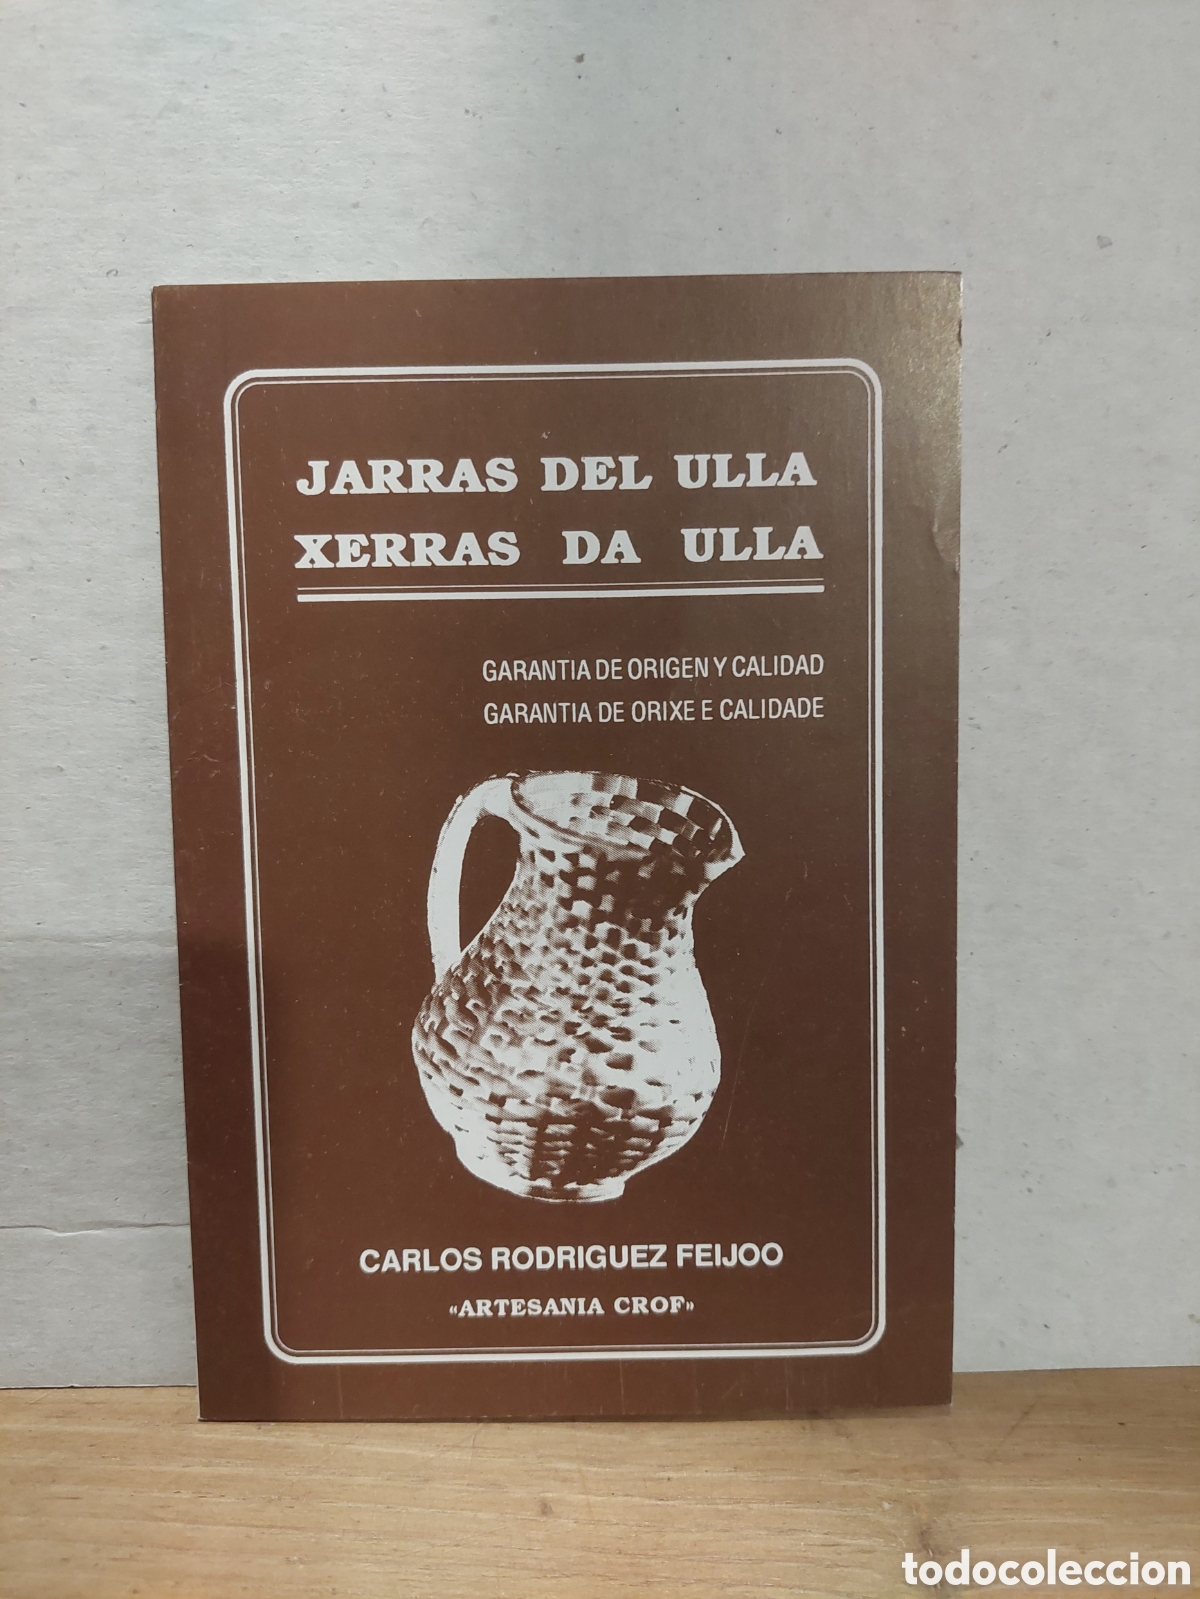 JARRAS DEL ULLA
XERRAS DA ULLA
GARANTIA DE ORIGEN Y CALIDAD
GARANTIA DE ORIXE E CALIDADE
CARLOS RODRIGUEZ FEIJOO
«ARTESANIA CROF»
todocoleccion